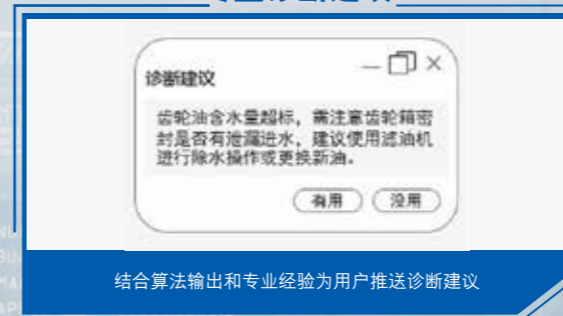 诊断建议
齿轮油含水量超标，需注意齿轮箱密
封是否有泄漏进水，建议使用滤油机
进行除水操作或更换新油。
有用
没用
结合算法输出和专业经验为用户推送诊断建议